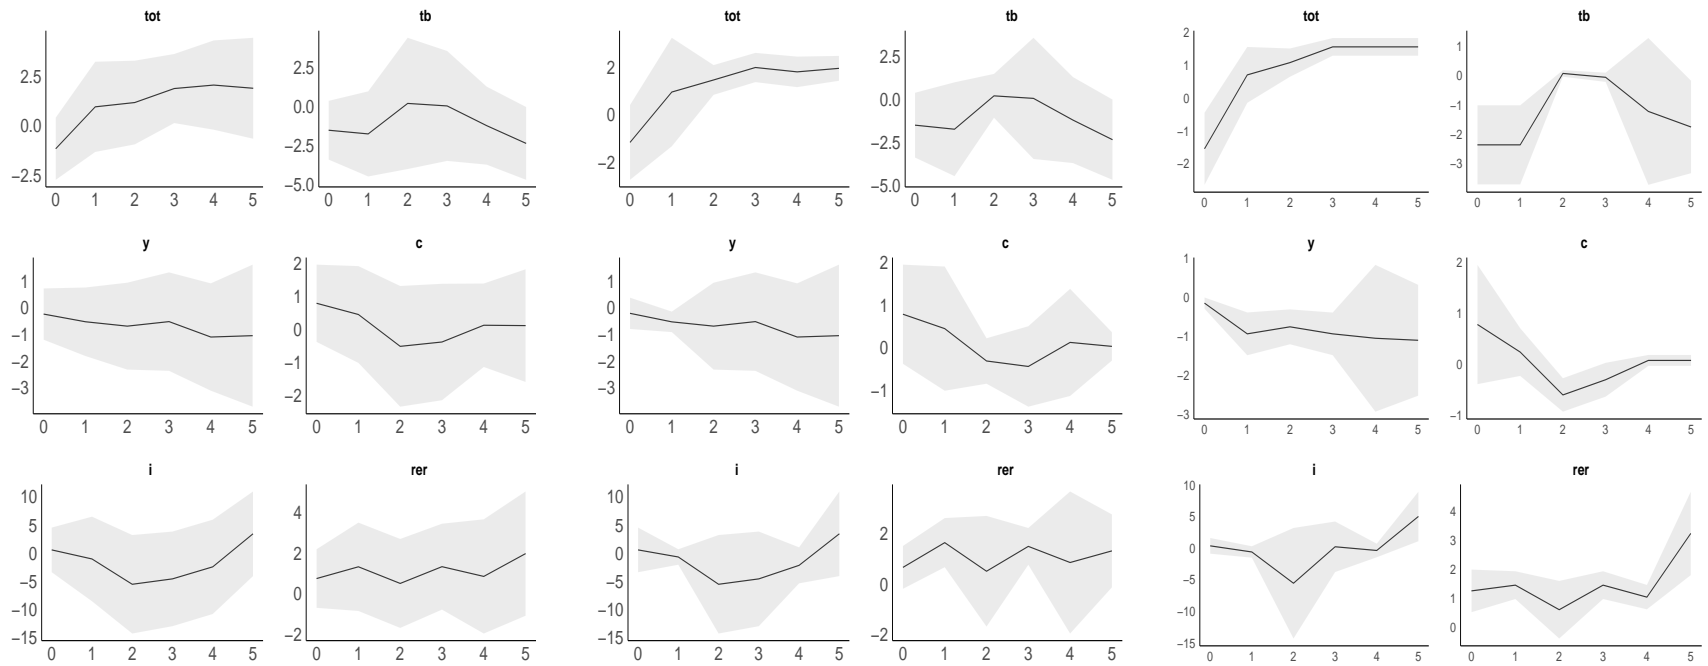 tot tb tot tb tot tb
2.5 2.5 2 2.5 2 1
0.0 0.0 0 0.0 1 0
−2.5 −2.5 −2 −2.5 0 −1
−5.0 −5.0 −1 −2
−2 −3
0 1 2 3 4 5 0 1 2 3 4 5 0 1 2 3 4 5 0 1 2 3 4 5 0 1 2 3 4 5 0 1 2 3 4 5
y c y c y c
1 2 1 2 1 2
0 1 0 1 0 1
−1 0 −1 0 −1 0
−2 −1 −2 −1 −2 −1
−3 −2 −3 −3
0 1 2 3 4 5 0 1 2 3 4 5 0 1 2 3 4 5 0 1 2 3 4 5 0 1 2 3 4 5 0 1 2 3 4 5
i rer i rer i rer
10 4 10 2 10 4
5 2 5 0 5 3
0 0 0 −2 0 2
−5 −2 −5 −5 1
−10 −10 −10 0
−15 −15 −15
0 1 2 3 4 5 0 1 2 3 4 5 0 1 2 3 4 5 0 1 2 3 4 5 0 1 2 3 4 5 0 1 2 3 4 5